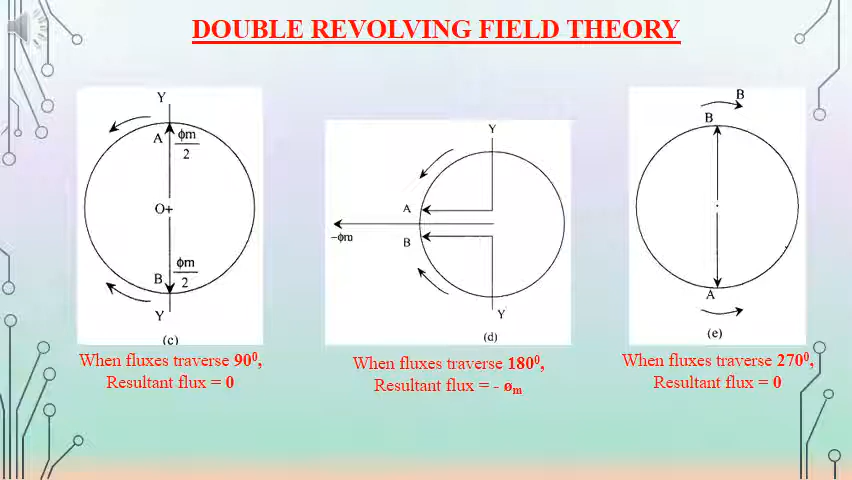 DOUBLE REVOLVING FIELD THEORY
Y
A
ϕm
2
O+
B
ϕm
2
Y
(c)
When fluxes traverse 90⁰,
Resultant flux = 0
Y
A
-ϕm
B
Y
(d)
When fluxes traverse 180⁰,
Resultant flux = - øₘ
B
B
A
(e)
When fluxes traverse 270⁰,
Resultant flux = 0